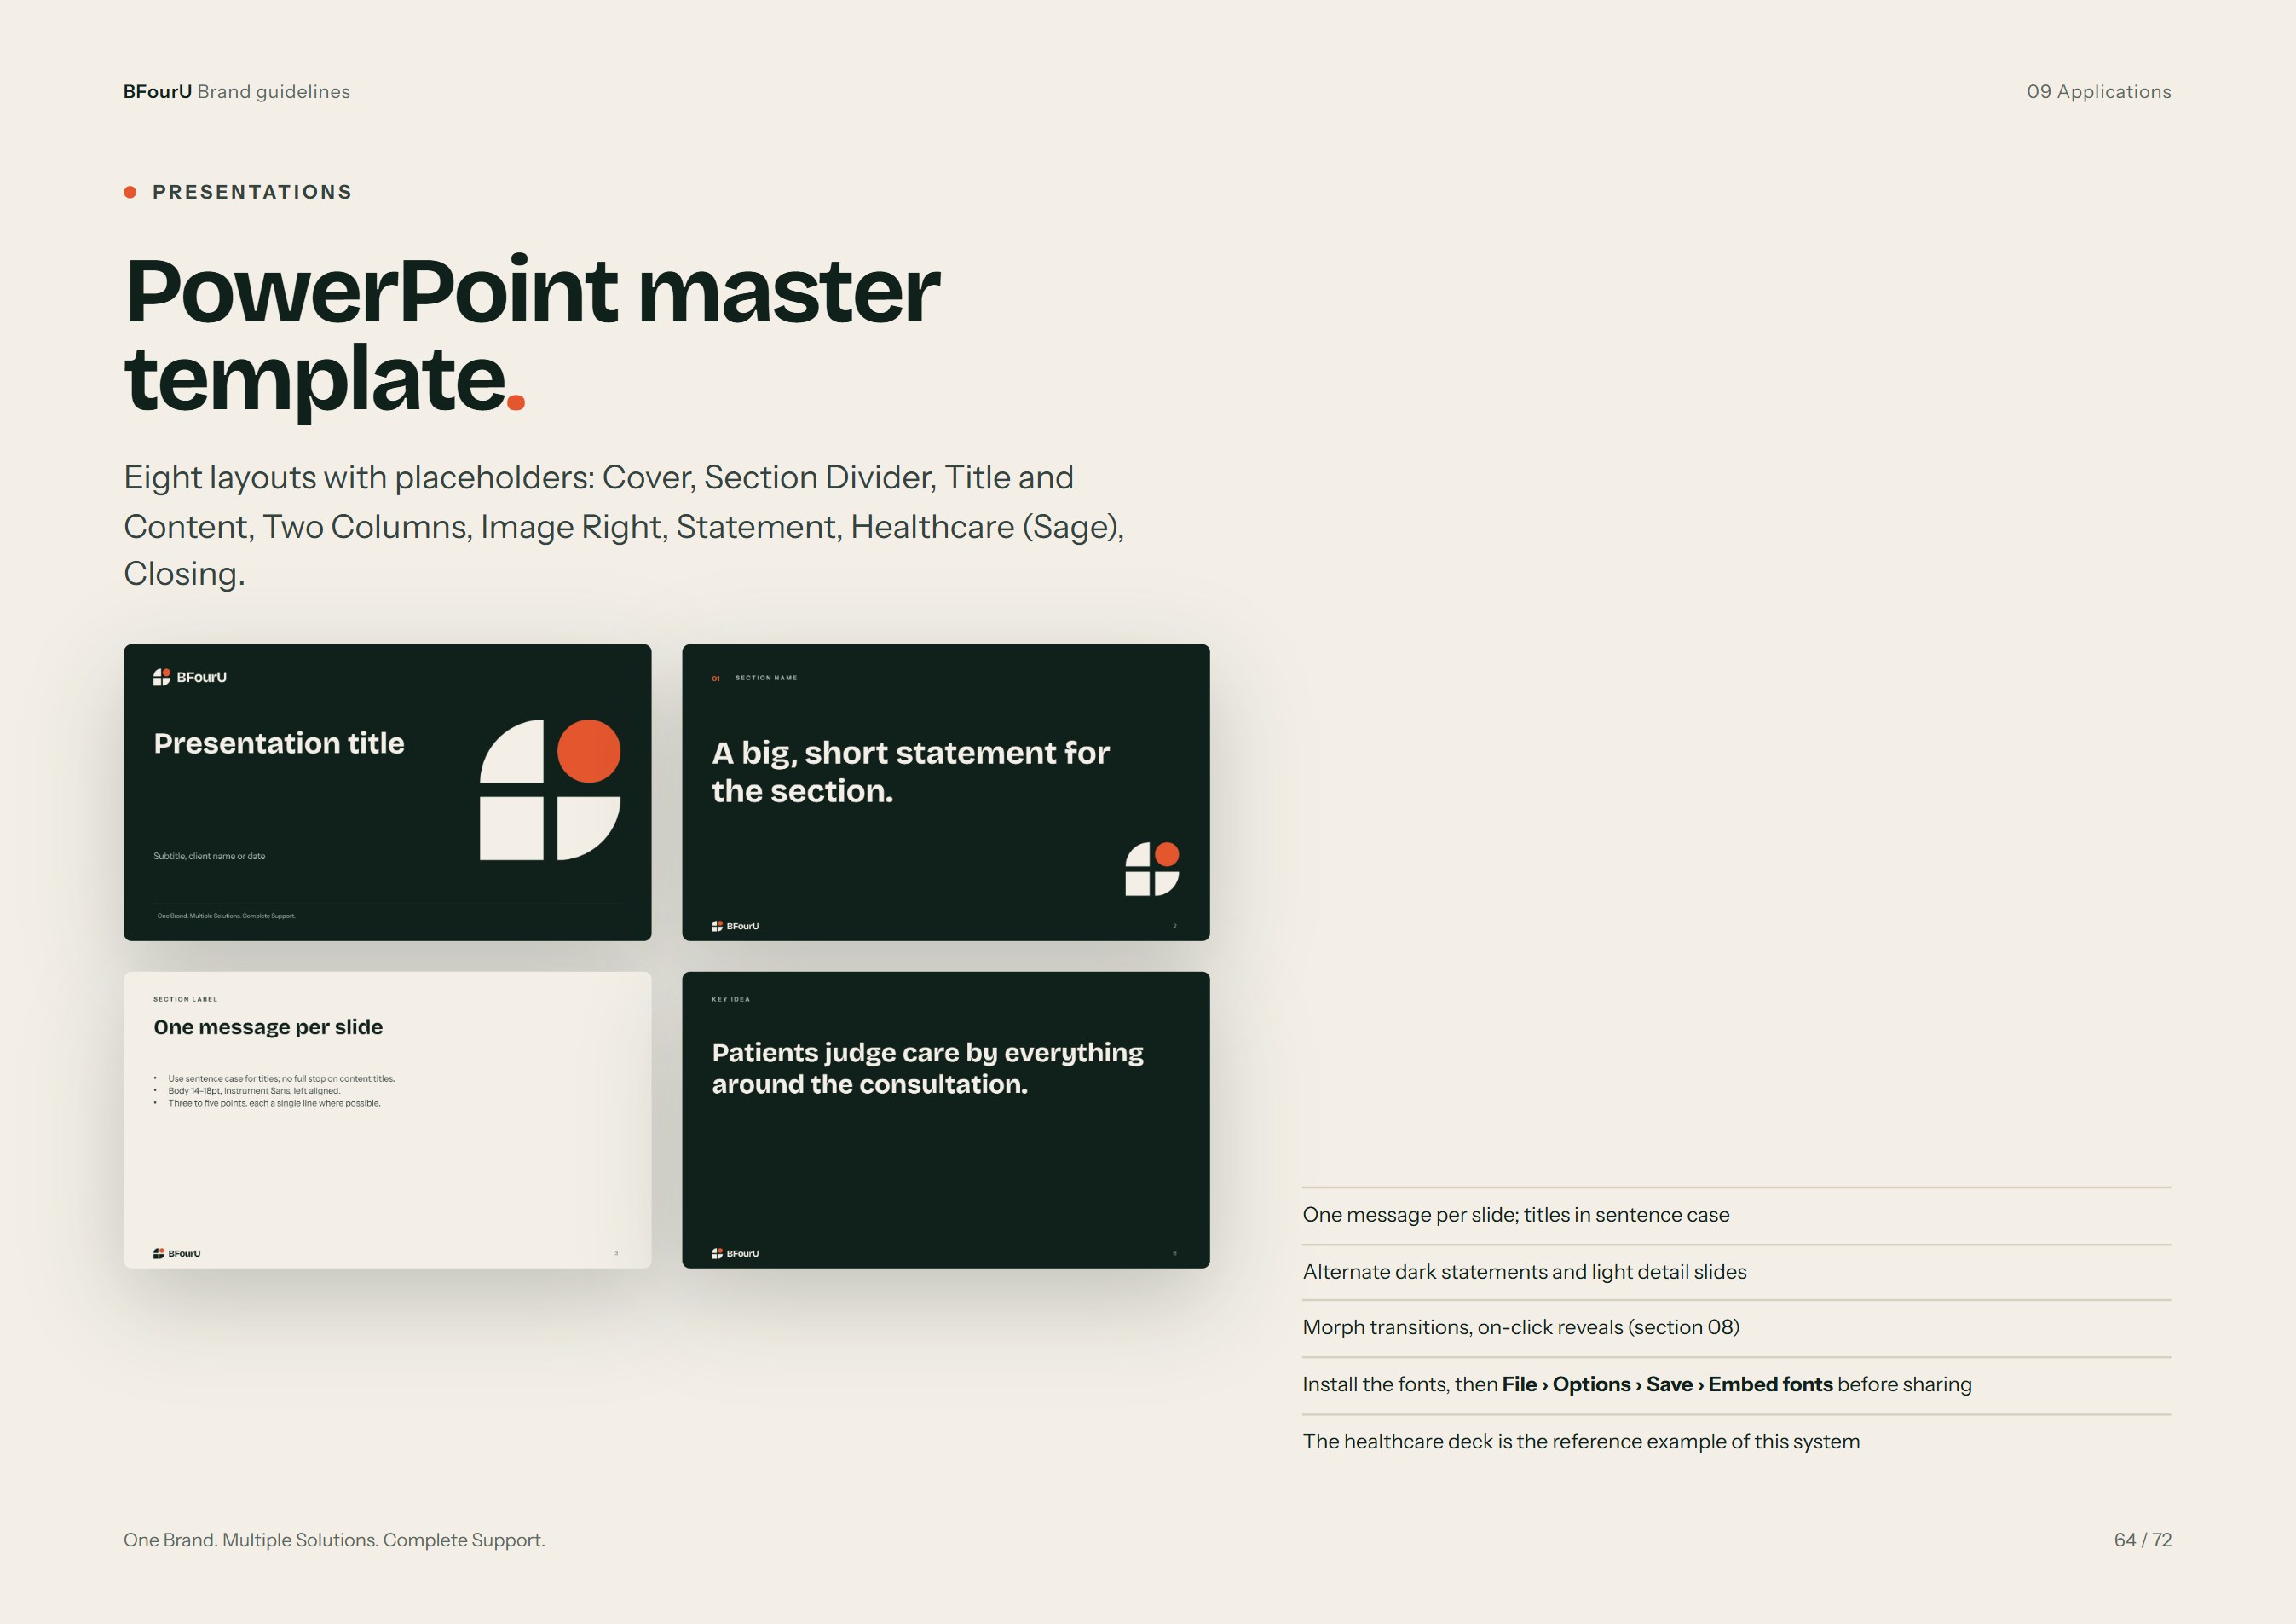 BFourU Brand guidelines
09 Applications
PRESENTATIONS
PowerPoint master
template.
Eight layouts with placeholders: Cover, Section Divider, Title and
Content, Two Columns, Image Right, Statement, Healthcare (Sage),
Closing.
BFourU
Presentation title
Subtitle, client name or date
One Brand. Multiple Solutions. Complete Support.
01 SECTION NAME
A big, short statement for
the section.
BFourU
2
SECTION LABEL
One message per slide
• Use sentence case for titles; no full stop on content titles.
• Body 14–18pt, Instrument Sans, left aligned.
• Three to five points, each a single line where possible.
BFourU
3
KEY IDEA
Patients judge care by everything
around the consultation.
BFourU
6
One message per slide; titles in sentence case
Alternate dark statements and light detail slides
Morph transitions, on-click reveals (section 08)
Install the fonts, then File › Options › Save › Embed fonts before sharing
The healthcare deck is the reference example of this system
One Brand. Multiple Solutions. Complete Support.
64 / 72